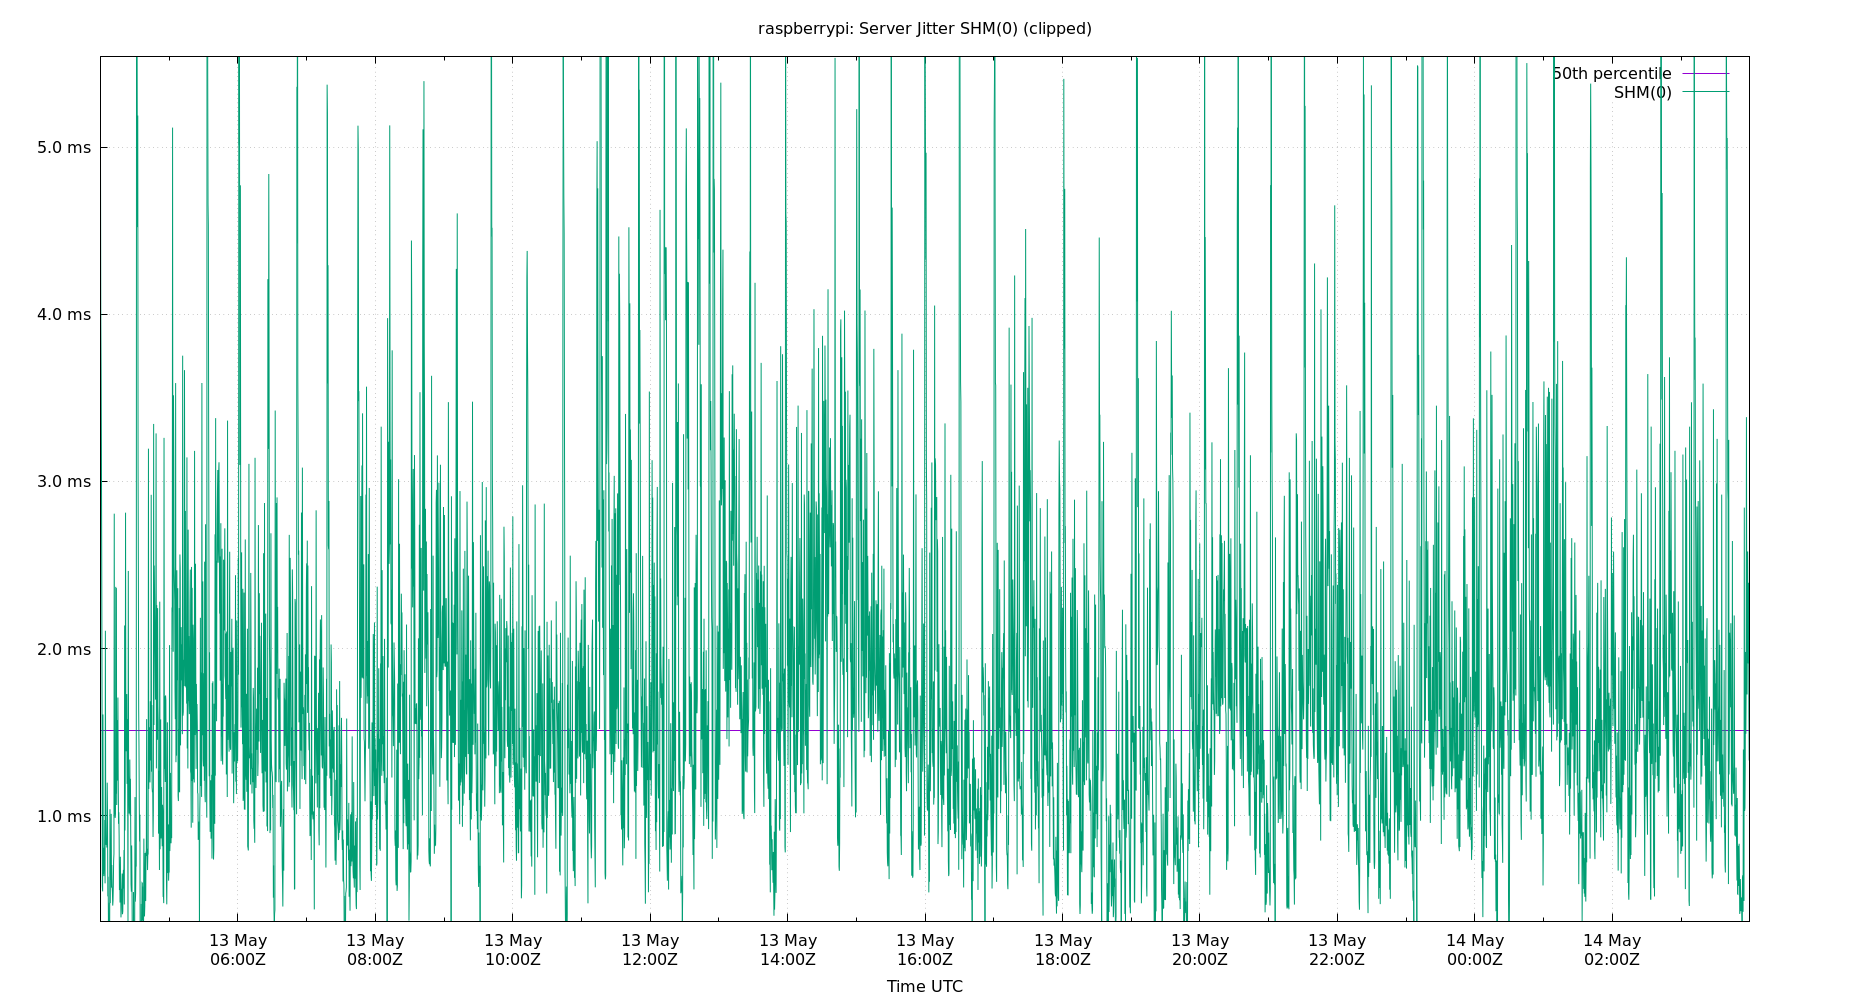 raspberrypi: Server Jitter SHM(0) (clipped)
50th percentile
SHM(0)
5.0 ms
4.0 ms
3.0 ms
2.0 ms
1.0 ms
13 May 13 May 13 May 13 May 13 May 13 May 13 May 13 May 13 May 14 May 14 May
06:00Z 08:00Z 10:00Z 12:00Z 14:00Z 16:00Z 18:00Z 20:00Z 22:00Z 00:00Z 02:00Z
Time UTC